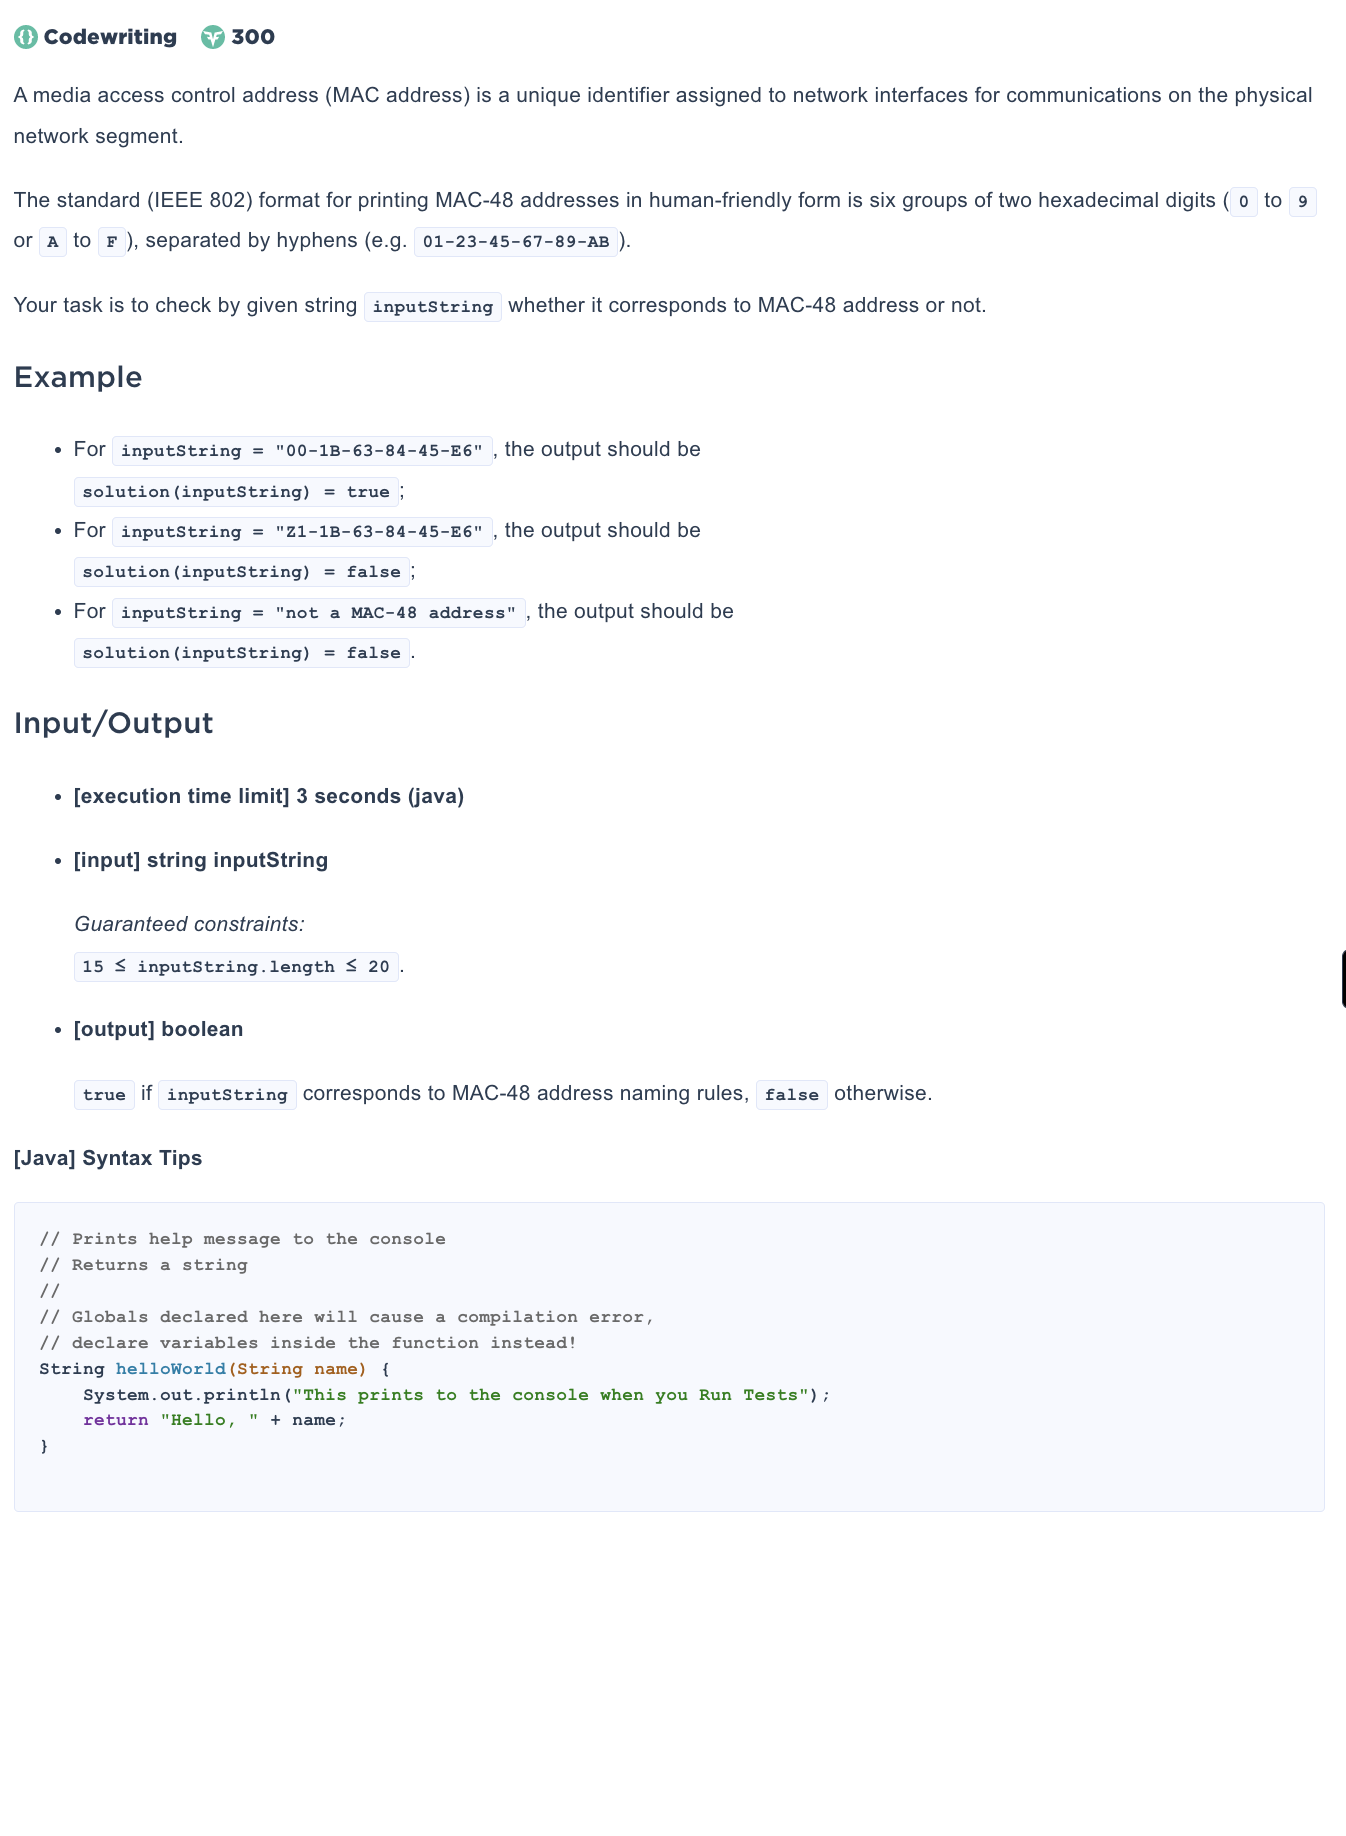 Codewriting 300
A media access control address (MAC address) is a unique identifier assigned to network interfaces for communications on the physical
network segment.
The standard (IEEE 802) format for printing MAC-48 addresses in human-friendly form is six groups of two hexadecimal digits ( 0 to 9
or A to F ), separated by hyphens (e.g. 01-23-45-67-89-AB ).
Your task is to check by given string inputString whether it corresponds to MAC-48 address or not.
Example
• For inputString = "00-1B-63-84-45-E6" , the output should be
solution(inputString) = true ;
• For inputString = "Z1-1B-63-84-45-E6" , the output should be
solution(inputString) = false ;
• For inputString = "not a MAC-48 address" , the output should be
solution(inputString) = false .
Input/Output
• [execution time limit] 3 seconds (java)
• [input] string inputString
Guaranteed constraints:
15 ≤ inputString.length ≤ 20 .
• [output] boolean
true if inputString corresponds to MAC-48 address naming rules, false otherwise.
[Java] Syntax Tips
// Prints help message to the console
// Returns a string
//
// Globals declared here will cause a compilation error,
// declare variables inside the function instead!
String helloWorld(String name) {
    System.out.println("This prints to the console when you Run Tests");
    return "Hello, " + name;
}